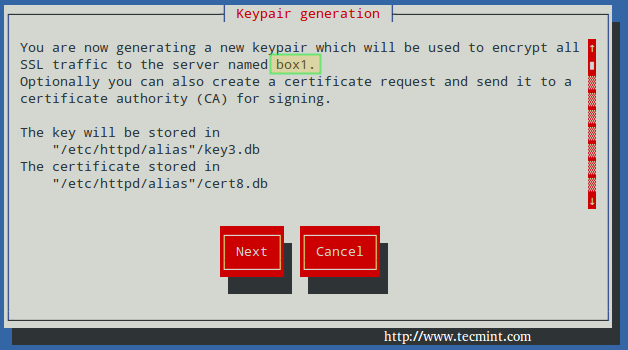 Keypair generation
You are now generating a new keypair which will be used to encrypt all
SSL traffic to the server named box1.
Optionally you can also create a certificate request and send it to a
certificate authority (CA) for signing.
The key will be stored in
"/etc/httpd/alias"/key3.db
The certificate stored in
"/etc/httpd/alias"/cert8.db
Next Cancel
http://www.tecmint.com